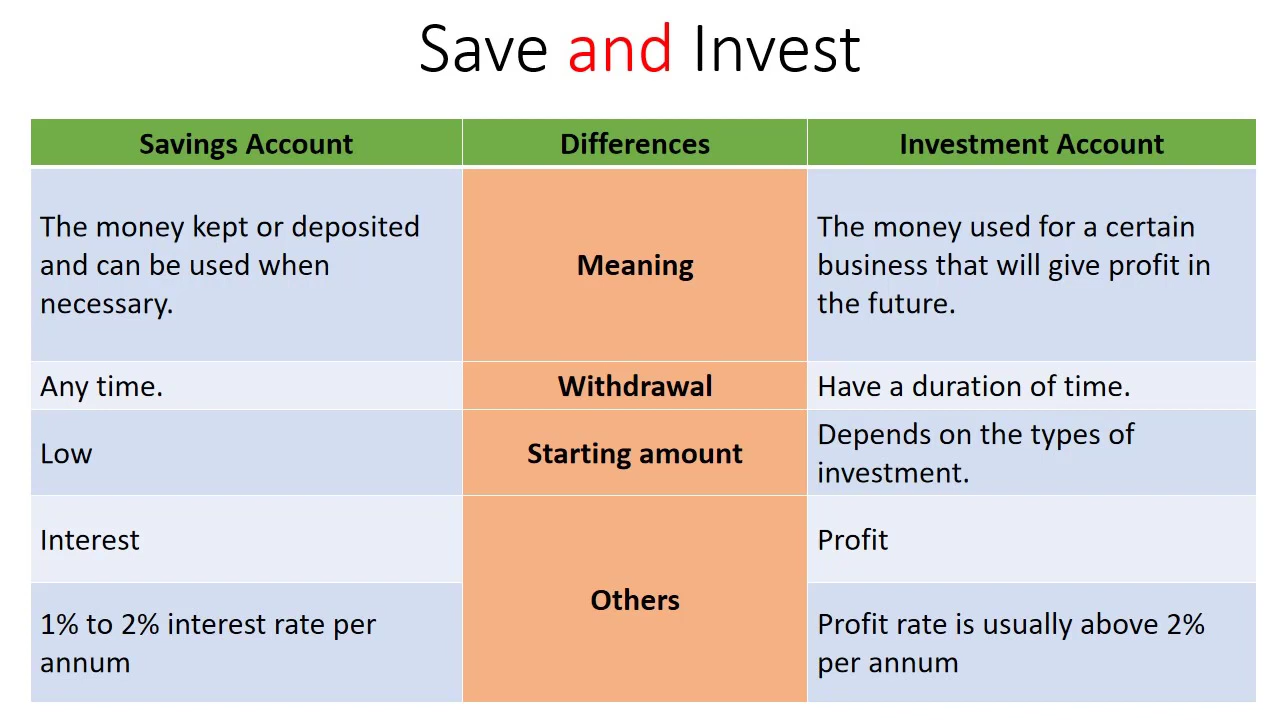 Save and Invest
Savings Account
Differences
Investment Account
The money kept or deposited
and can be used when
necessary.
Meaning
The money used for a certain
business that will give profit in
the future.
Any time.
Withdrawal
Have a duration of time.
Low
Starting amount
Depends on the types of
investment.
Interest
Others
Profit
1% to 2% interest rate per
annum
Profit rate is usually above 2%
per annum